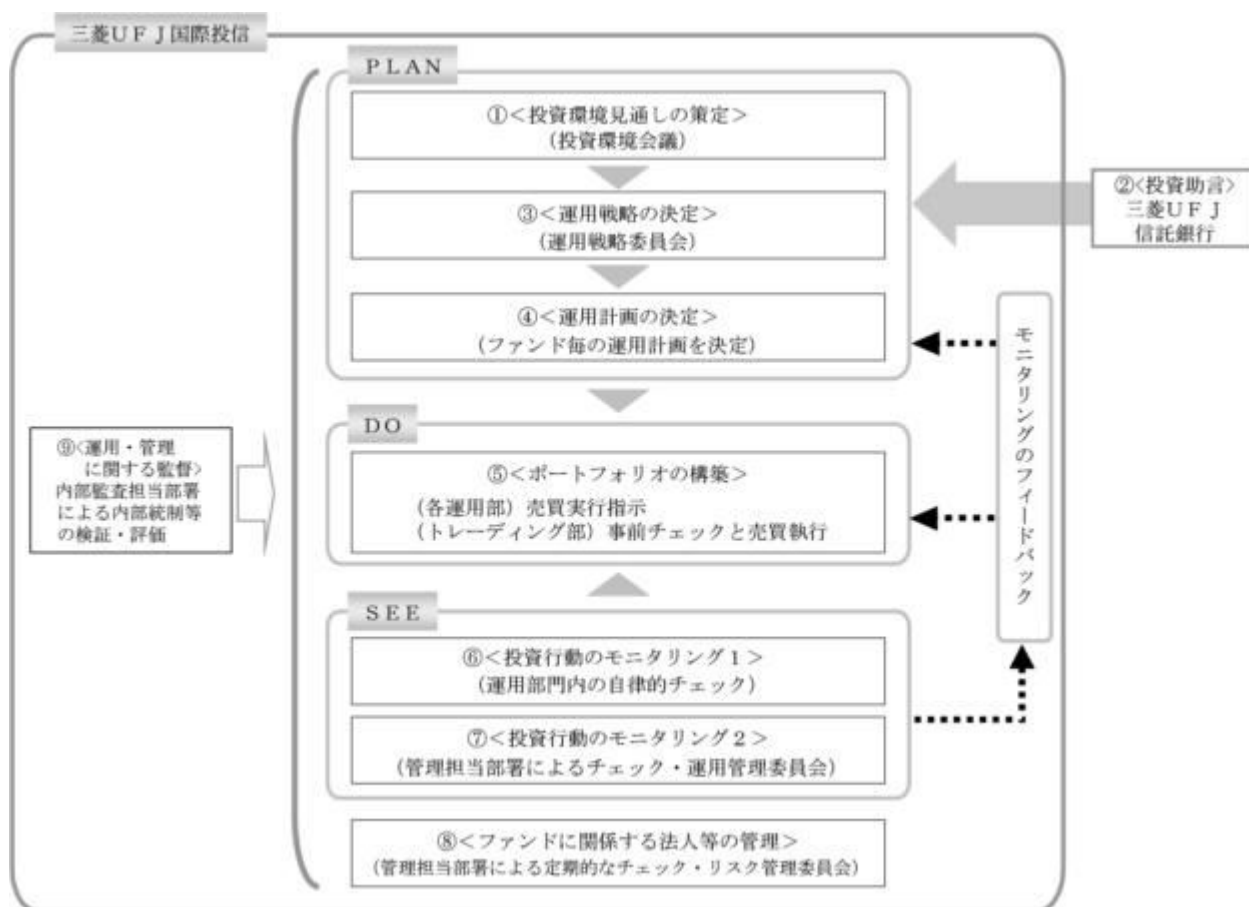 三菱ＵＦＪ国際投信
ＰＬＡＮ
①＜投資環境見通しの策定＞
（投資環境会議）
②<投資助言>
三菱ＵＦＪ
信託銀行
③＜運用戦略の決定＞
（運用戦略委員会）
④＜運用計画の決定＞
（ファンド毎の運用計画を決定）
ＤＯ
⑤＜ポートフォリオの構築＞
（各運用部）売買実行指示
（トレーディング部）事前チェックと売買執行
ＳＥＥ
⑥＜投資行動のモニタリング１＞
（運用部門内の自律的チェック）
⑦＜投資行動のモニタリング２＞
（管理担当部署によるチェック・運用管理委員会）
⑧＜ファンドに関係する法人等の管理＞
（管理担当部署による定期的なチェック・リスク管理委員会）
モニタリングのフィードバック
⑨<運用・管理
に関する監督>
内部監査担当部署
による内部統制等
の検証・評価